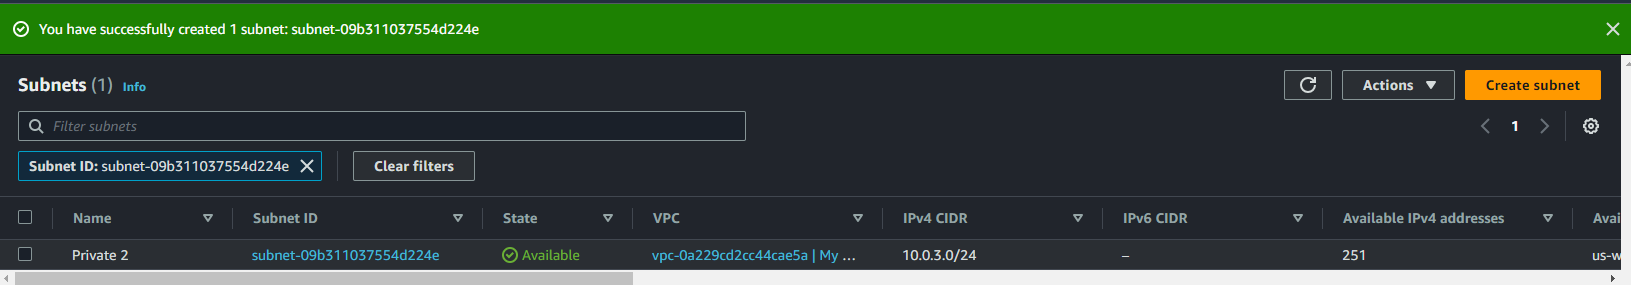 You have successfully created 1 subnet: subnet-09b311037554d224e
Subnets (1) Info
Actions
Create subnet
Filter subnets
1
Subnet ID: subnet-09b311037554d224e
Clear filters
Name Subnet ID State VPC IPv4 CIDR IPv6 CIDR Available IPv4 addresses Avai
Private 2 subnet-09b311037554d224e Available vpc-0a229cd2cc44cae5a | My ... 10.0.3.0/24 – 251 us-w